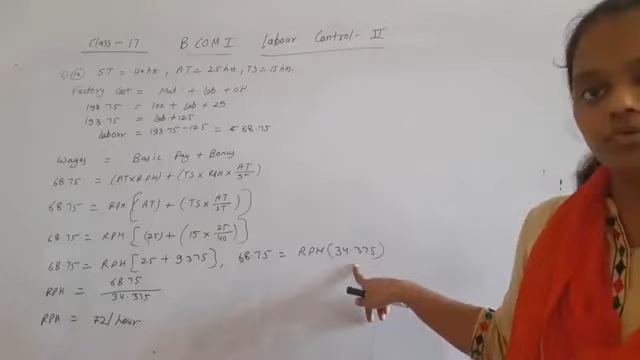 Class-17 B COM I Labour Control - II
Q. 14 ST = 40 hrs, AT = 25 hrs, TS = 15 hrs.
Factory Cost = Mat + Lab + OH
193.75 = 100 + Lab + 25
193.75 = Lab + 125
Labour = 193.75 - 125 = ₹ 68.75
Wages = Basic Pay + Bonus
68.75 = (AT x RPH) + (TS x RPH x AT/ST)
68.75 = RPH [(AT) + (TS x AT/ST)]
68.75 = RPH [(25) + (15 x 25/40)]
68.75 = RPH [25 + 9.375], 68.75 = RPH (34.375)
RPH = 68.75 / 34.375
RPH = ₹2/hour